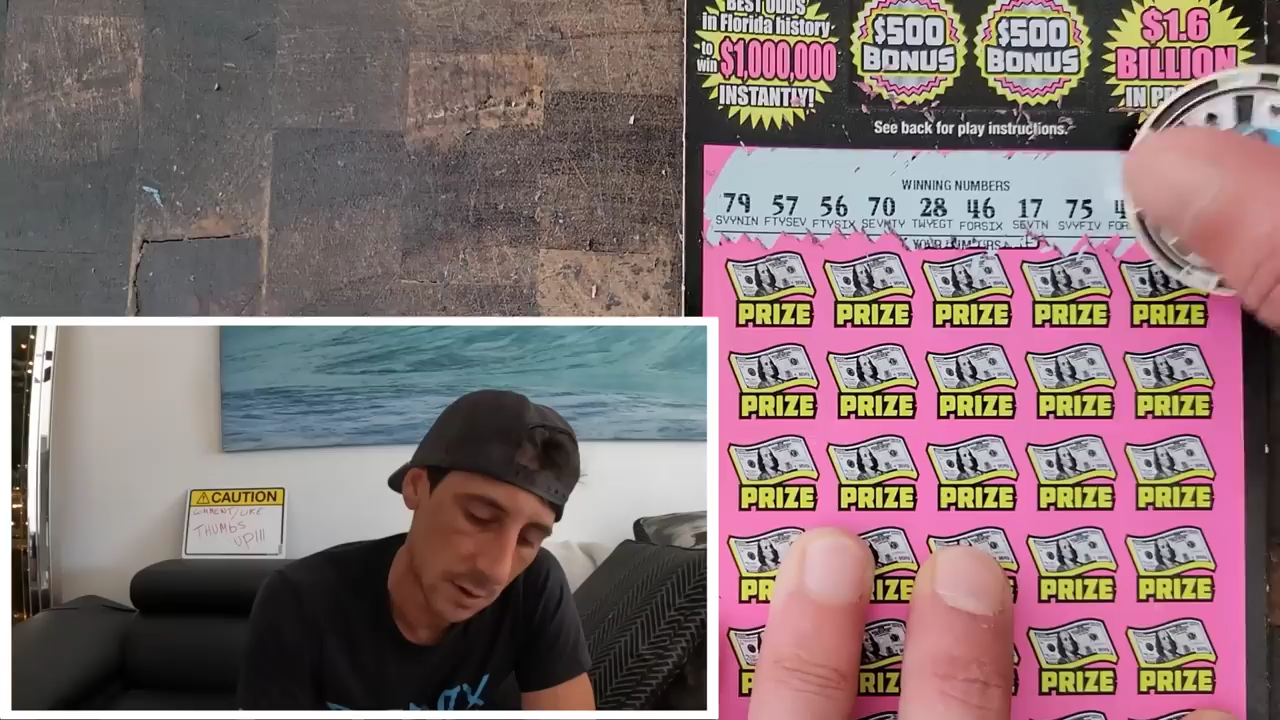 BEST ODDS
in Florida history
to win $1,000,000
INSTANTLY!
$500
BONUS
$500
BONUS
$1.6
BILLION
See back for play instructions.
WINNING NUMBERS
79 57 56 70 28 46 17 75
SVYNIN FTYSEV FTYSIX SEVNTY TWYEGT FORSIX SEVTN SVYFIV
YOUR NUMBERS
PRIZE PRIZE PRIZE PRIZE PRIZE
PRIZE PRIZE PRIZE PRIZE PRIZE
PRIZE PRIZE PRIZE PRIZE PRIZE
PRIZE PRIZE
PRIZE PRIZE
CAUTION
COMMENT/LIKE
THUMBS
UP!!!